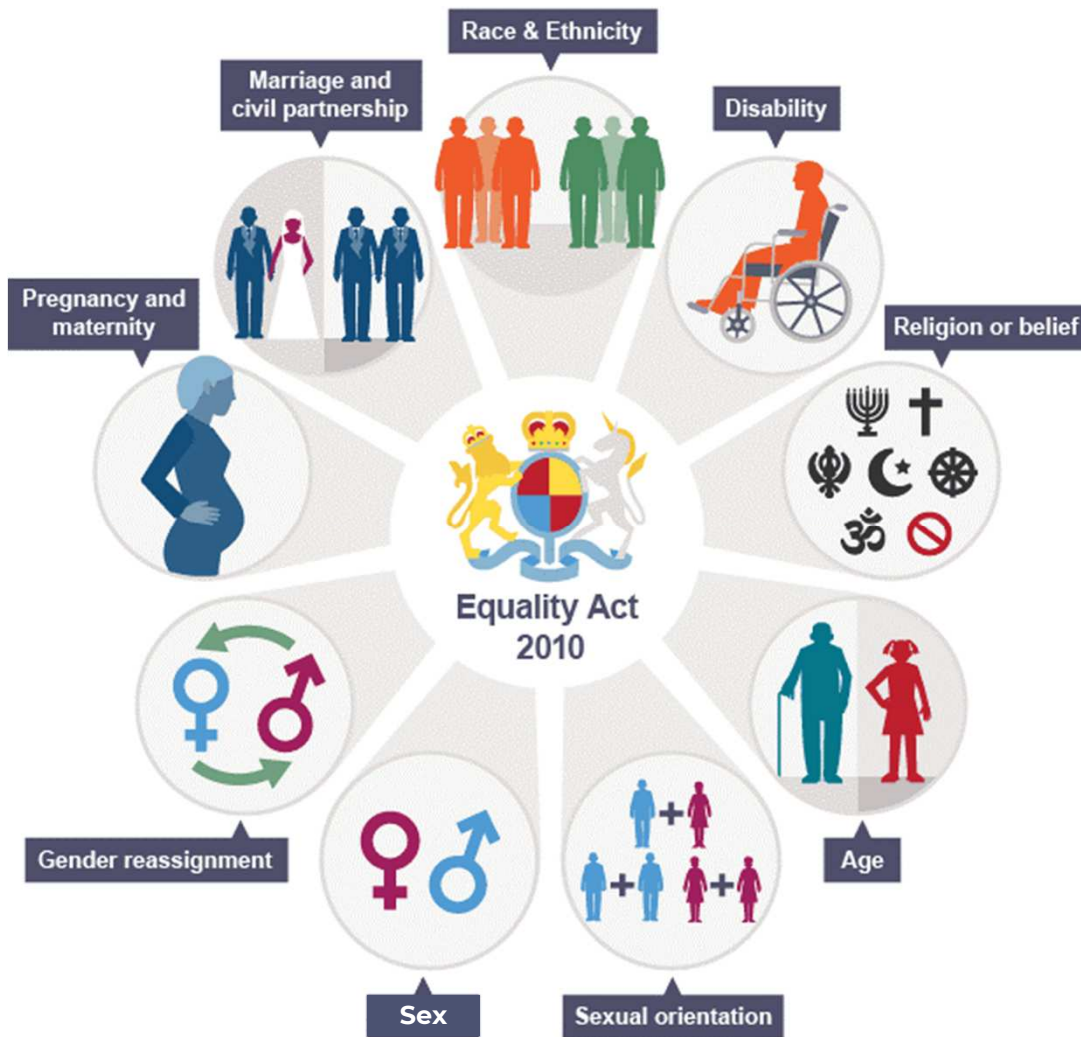 Race & Ethnicity
Marriage and
civil partnership
Disability
Pregnancy and
maternity
Religion or belief
Equality Act
2010
Gender reassignment
Age
Sex
Sexual orientation